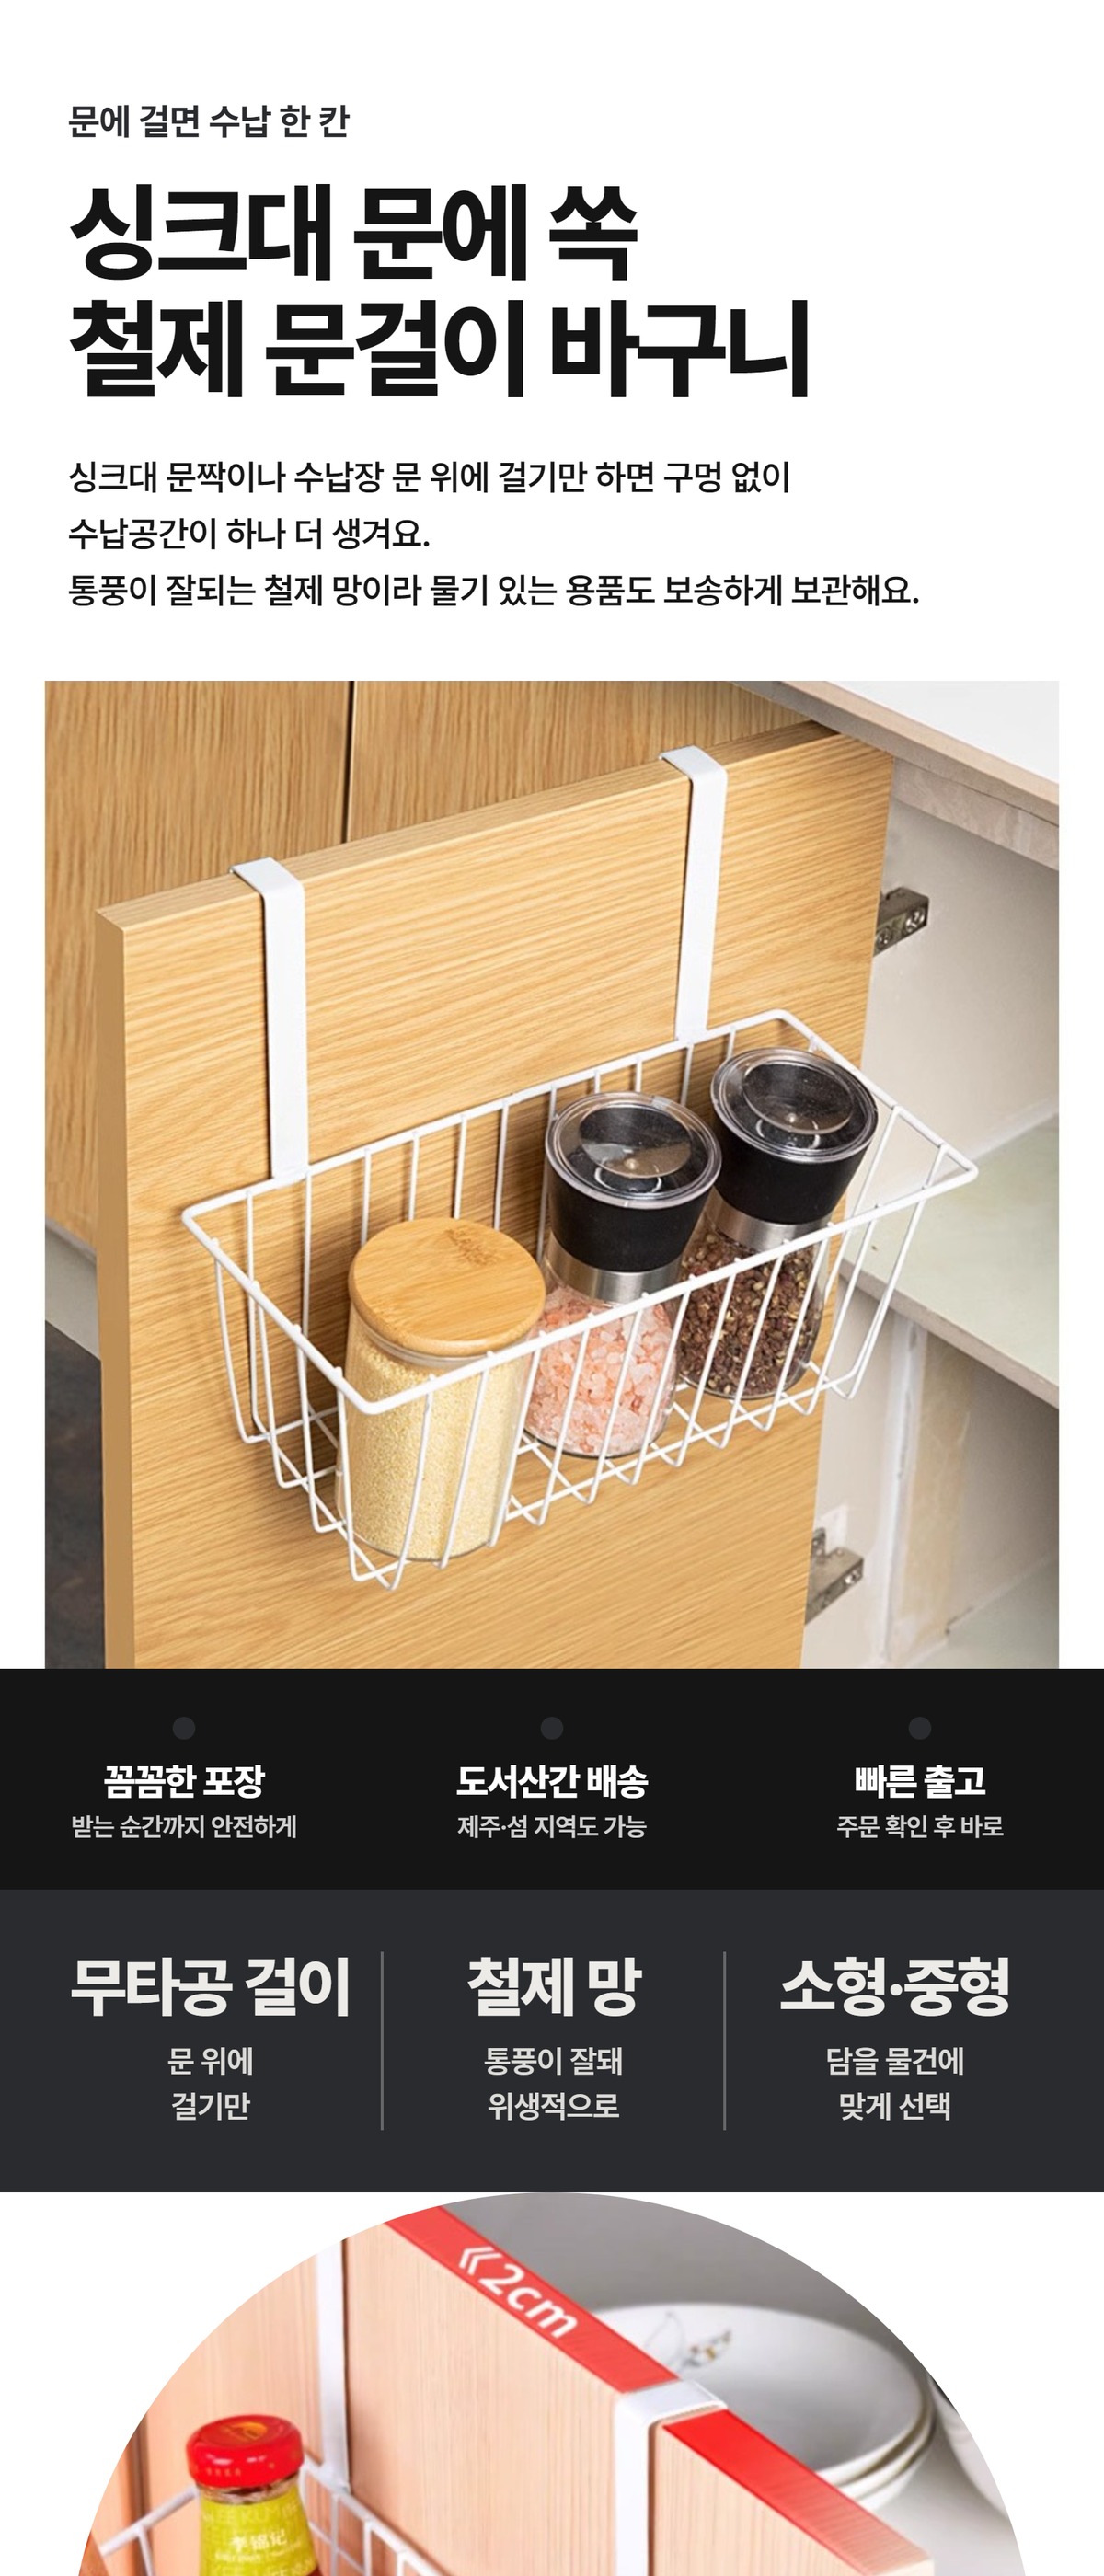 문에 걸면 수납 한 칸
싱크대 문에 쏙
철제 문걸이 바구니
싱크대 문짝이나 수납장 문 위에 걸기만 하면 구멍 없이
수납공간이 하나 더 생겨요.
통풍이 잘되는 철제 망이라 물기 있는 용품도 보송하게 보관해요.
꼼꼼한 포장
받는 순간까지 안전하게
도서산간 배송
제주·섬 지역도 가능
빠른 출고
주문 확인 후 바로
무타공 걸이
문 위에
걸기만
철제 망
통풍이 잘돼
위생적으로
소형·중형
담을 물건에
맞게 선택
《2cm
李锦记